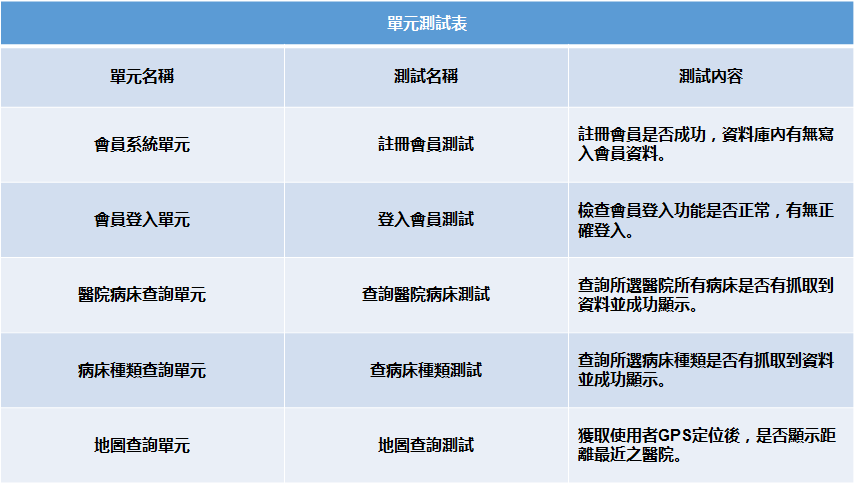 單元測試表
單元名稱
測試名稱
測試內容
會員系統單元
註冊會員測試
註冊會員是否成功，資料庫內有無寫
入會員資料。
會員登入單元
登入會員測試
檢查會員登入功能是否正常，有無正
確登入。
醫院病床查詢單元
查詢醫院病床測試
查詢所選醫院所有病床是否有抓取到
資料並成功顯示。
病床種類查詢單元
查病床種類測試
查詢所選病床種類是否有抓取到資料
並成功顯示。
地圖查詢單元
地圖查詢測試
獲取使用者GPS定位後，是否顯示距
離最近之醫院。